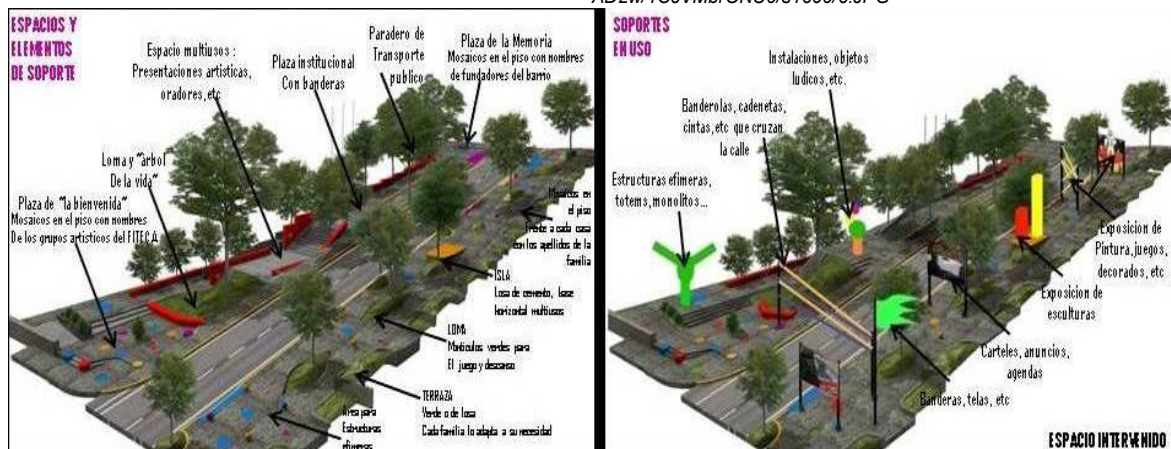 ESPACIOS Y
ELEMENTOS
DE SOPORTE
Espacio multiusos :
Presentaciones artisticas,
oradores,etc
Plaza institucional
Con banderas
Paradero de
Transporte
publico
Plaza de la Memoria
Mosaicos en el piso con nombres
de fundadores del barrio
Loma y "árbol
De la vida"
Plaza de "la bienvenida"
Mosaicos en el piso con nombres
De los grupos artisticos del FITECA
Mosaicos en
el piso
Frente a cada casa
con los apellidos de la
familia
ISLA
Losa de cemento, base
horizontal multiusos
LOMA
Monticulos verdes para
El juego y descanso
TERRAZA
Verde o de losa
Cada familia lo adapta a su necesidad
Area para
Estructuras
efimeras
SOPORTES
EN USO
Instalaciones, objetos
ludicos, etc.
Banderolas, cadenetas,
cintas, etc que cruzan
la calle
Estructuras efimeras,
totems, monolitos...
Exposicion de
Pintura, juegos,
decorados, etc
Exposicion de
esculturas
Carteles, anuncios,
agendas
Banderas, telas, etc
ESPACIO INTERVENIDO